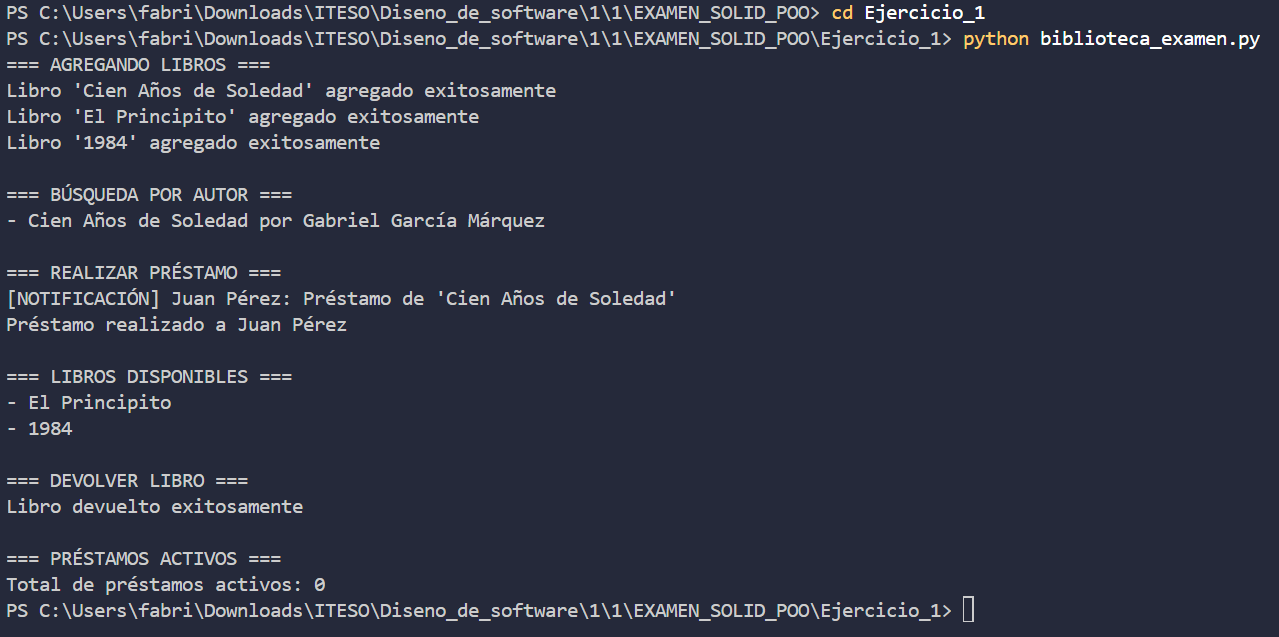 PS C:\Users\fabri\Downloads\ITESO\Diseno_de_software\1\1\EXAMEN_SOLID_POO> cd Ejercicio_1
PS C:\Users\fabri\Downloads\ITESO\Diseno_de_software\1\1\EXAMEN_SOLID_POO\Ejercicio_1> python biblioteca_examen.py
=== AGREGANDO LIBROS ===
Libro 'Cien Años de Soledad' agregado exitosamente
Libro 'El Principito' agregado exitosamente
Libro '1984' agregado exitosamente

=== BÚSQUEDA POR AUTOR ===
- Cien Años de Soledad por Gabriel García Márquez

=== REALIZAR PRÉSTAMO ===
[NOTIFICACIÓN] Juan Pérez: Préstamo de 'Cien Años de Soledad'
Préstamo realizado a Juan Pérez

=== LIBROS DISPONIBLES ===
- El Principito
- 1984

=== DEVOLVER LIBRO ===
Libro devuelto exitosamente

=== PRÉSTAMOS ACTIVOS ===
Total de préstamos activos: 0
PS C:\Users\fabri\Downloads\ITESO\Diseno_de_software\1\1\EXAMEN_SOLID_POO\Ejercicio_1>